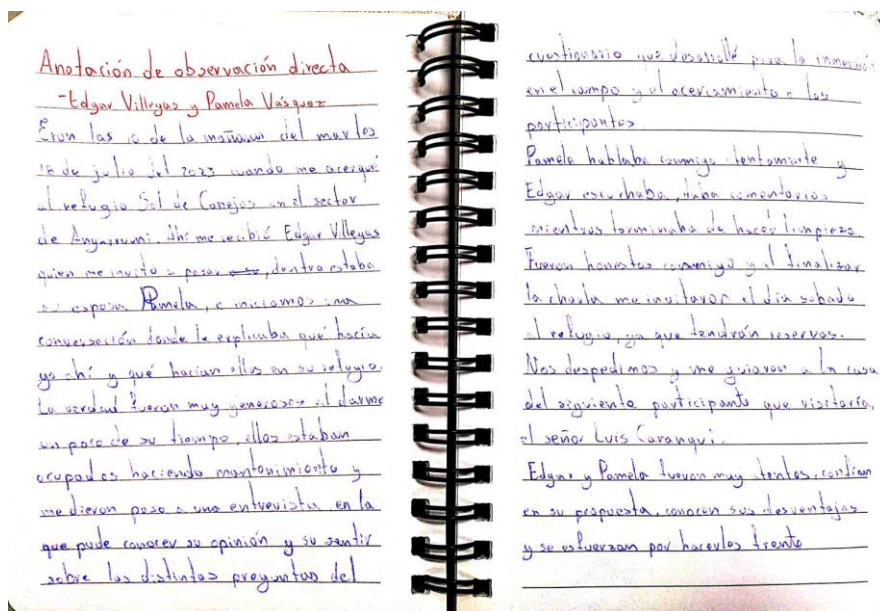 Anotación de observación directa
- Edgar Villegas y Pamela Vásquez
Eran las 10 de la mañana del martes
18 de julio del 2023 cuando me acerqué
al refugio Sol de Conejos en el sector
de Angairumi. Ahí me recibió Edgar Villegas
quien me invito a pasar, dentro estaba
su esposa Pamela, e iniciamos una
conversación donde le explicaba qué hacía
yo ahí y qué hacían ellos en su refugio.
La verdad fueron muy generosos al darme
un poco de su tiempo, ellos estaban
ocupados haciendo mantenimiento y
me dieron paso a una entrevista en la
que pude conocer su opinión y su sentir
sobre las distintas preguntas del
cuestionario que desarrollé para la inmersión
en el campo y el acercamiento a los
participantes
Pamela hablaba conmigo atentamente y
Edgar escuchaba, daba comentarios
mientras terminaba de hacer limpieza
Fueron honestos conmigo y al finalizar
la charla me invitaron el día sábado
al refugio, ya que tendrán reservas.
Nos despedimos y me guiaron a la casa
del siguiente participante que visitaría,
el señor Luis Caranqui.
Edgar y Pamela fueron muy atentos, confían
en su propuesta, conocen sus desventajas
y se esfuerzan por hacerles frente